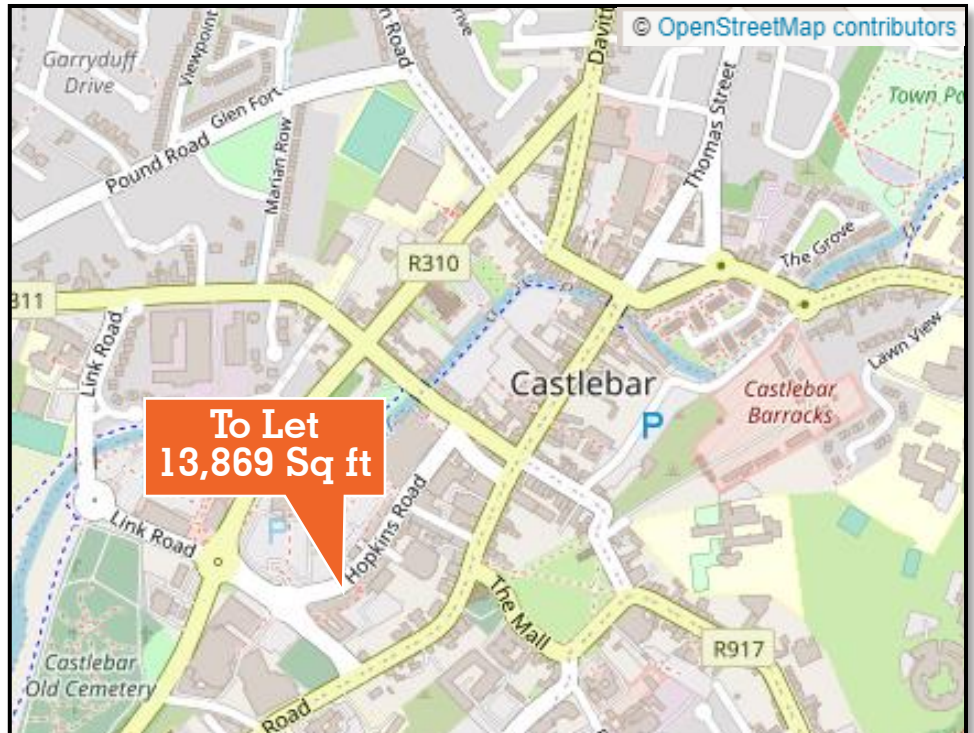 © OpenStreetMap contributors
Garryduff
Drive
Viewpoint
Glen Fort
Pound Road
Marian Row
n Road
rive
Davitt
Thomas Street
Town Pa
The Grove
R310
311
Link Road
Castlebar
P
Castlebar
Barracks
Lawn View
To Let
13,869 Sq ft
P
Hopkins Road
Link Road
The Mall
R917
Castlebar
Old Cemetery
Road